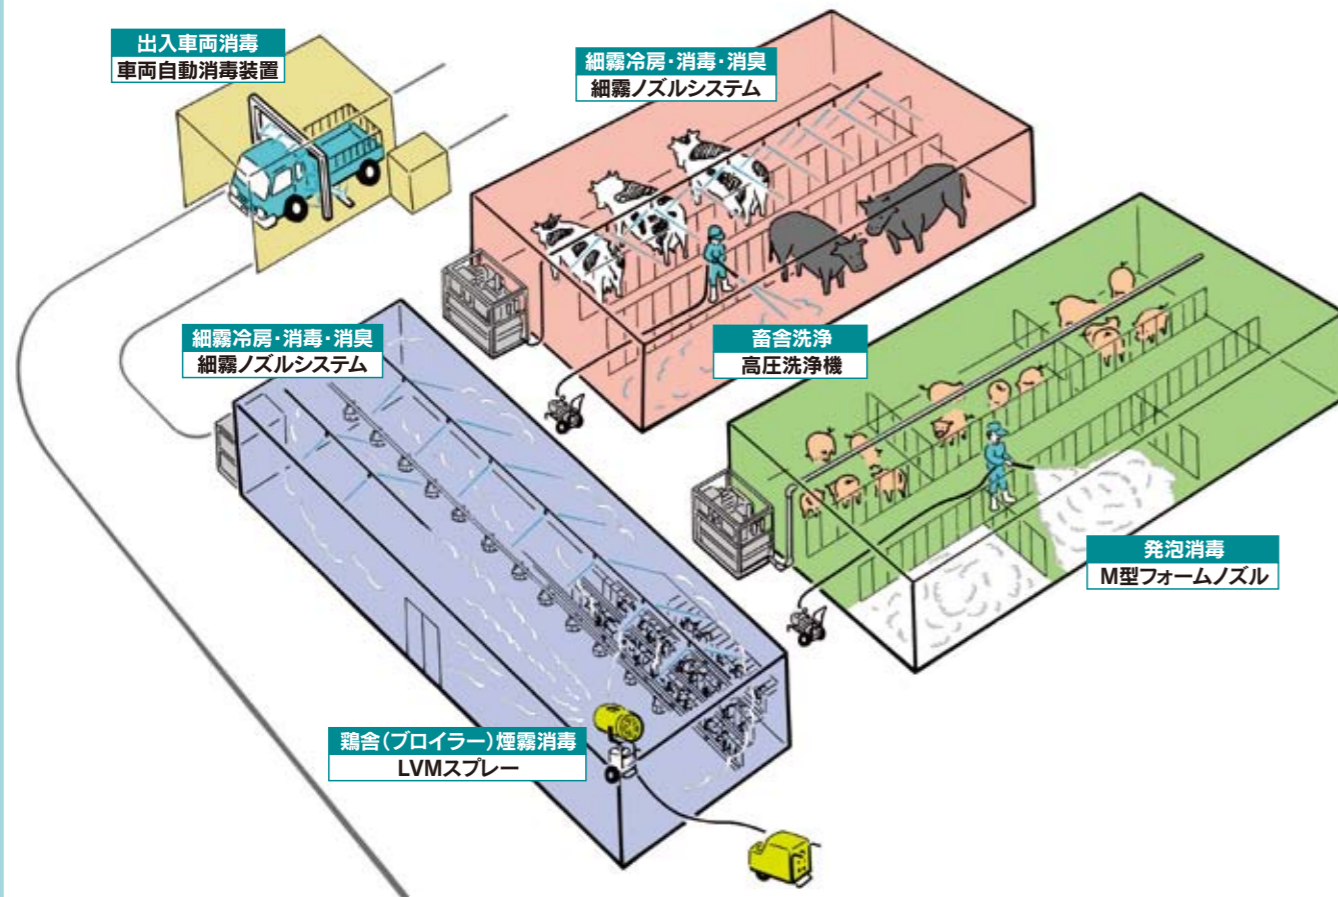 出入車両消毒
車両自動消毒装置
細霧冷房・消毒・消臭
細霧ノズルシステム
細霧冷房・消毒・消臭
細霧ノズルシステム
畜舎洗浄
高圧洗浄機
発泡消毒
M型フォームノズル
鶏舎(ブロイラー)煙霧消毒
LVMスプレー